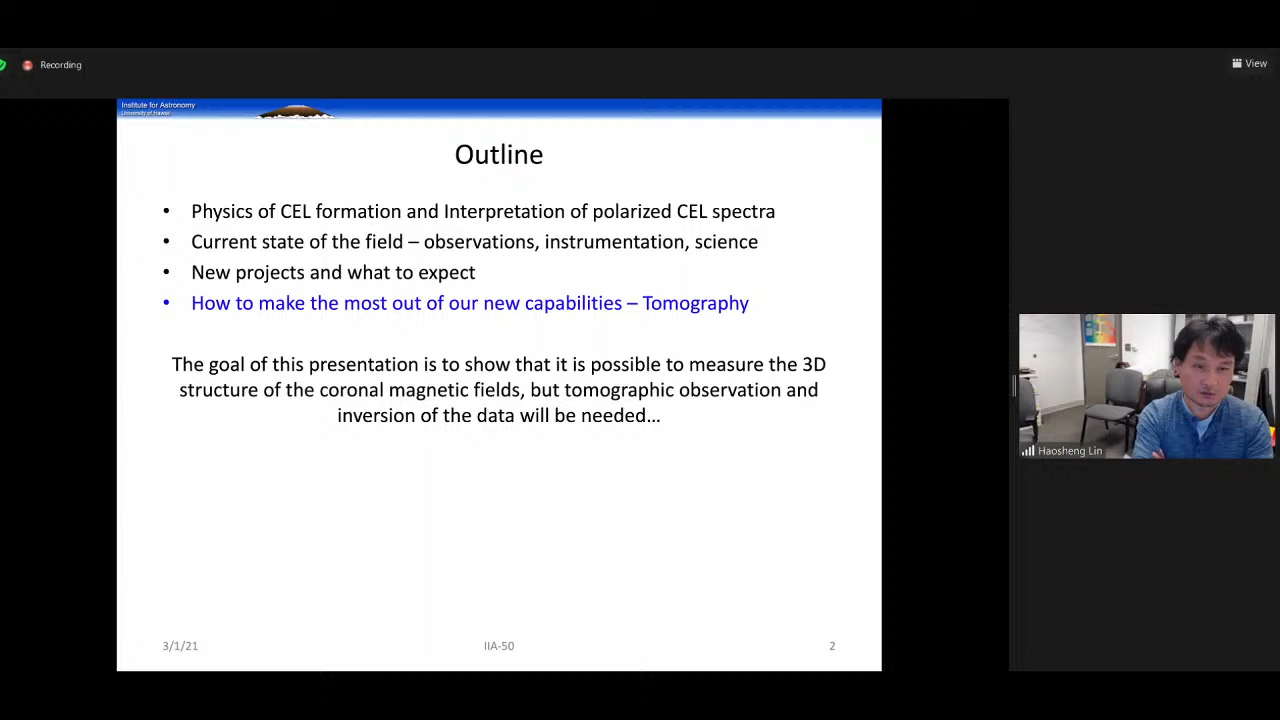 Recording
View
Institute for Astronomy
University of Hawaii
Outline
• Physics of CEL formation and Interpretation of polarized CEL spectra
• Current state of the field – observations, instrumentation, science
• New projects and what to expect
• How to make the most out of our new capabilities – Tomography
The goal of this presentation is to show that it is possible to measure the 3D
structure of the coronal magnetic fields, but tomographic observation and
inversion of the data will be needed…
Haosheng Lin
3/1/21
IIA-50
2